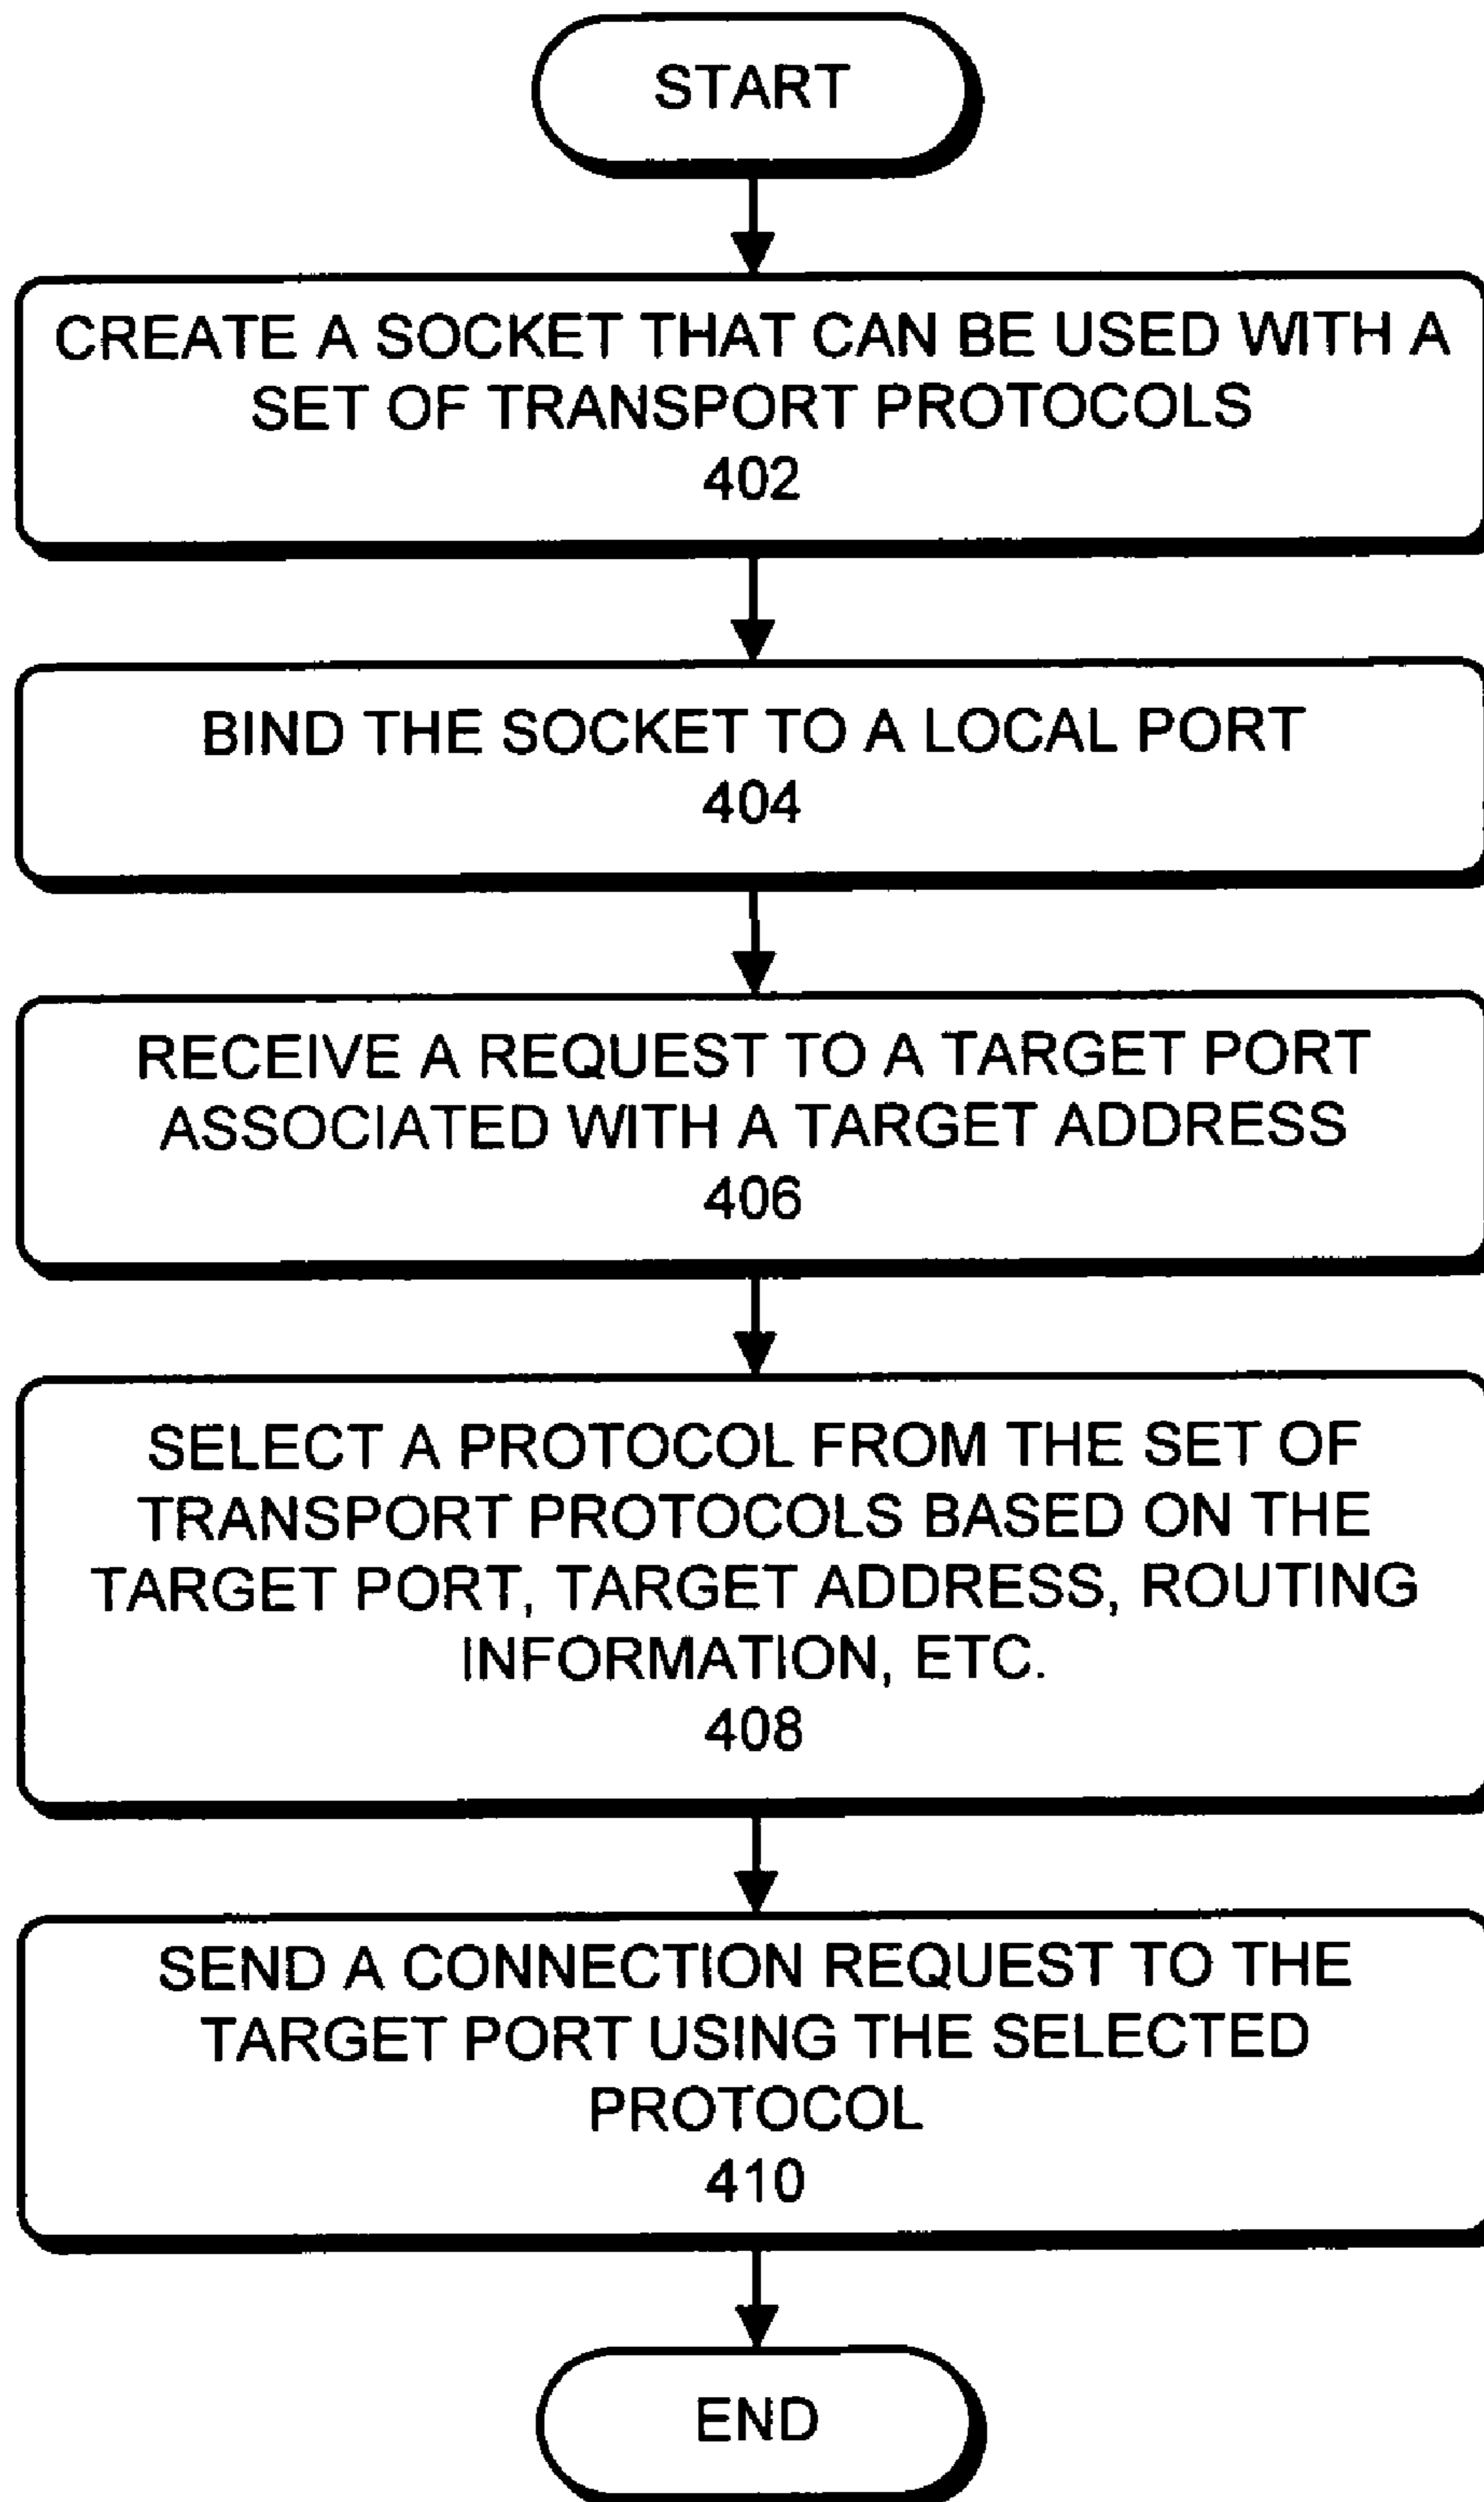 START
CREATE A SOCKET THAT CAN BE USED WITH A
SET OF TRANSPORT PROTOCOLS
402
BIND THE SOCKET TO A LOCAL PORT
404
RECEIVE A REQUEST TO A TARGET PORT
ASSOCIATED WITH A TARGET ADDRESS
406
SELECT A PROTOCOL FROM THE SET OF
TRANSPORT PROTOCOLS BASED ON THE
TARGET PORT, TARGET ADDRESS, ROUTING
INFORMATION, ETC.
408
SEND A CONNECTION REQUEST TO THE
TARGET PORT USING THE SELECTED
PROTOCOL
410
END